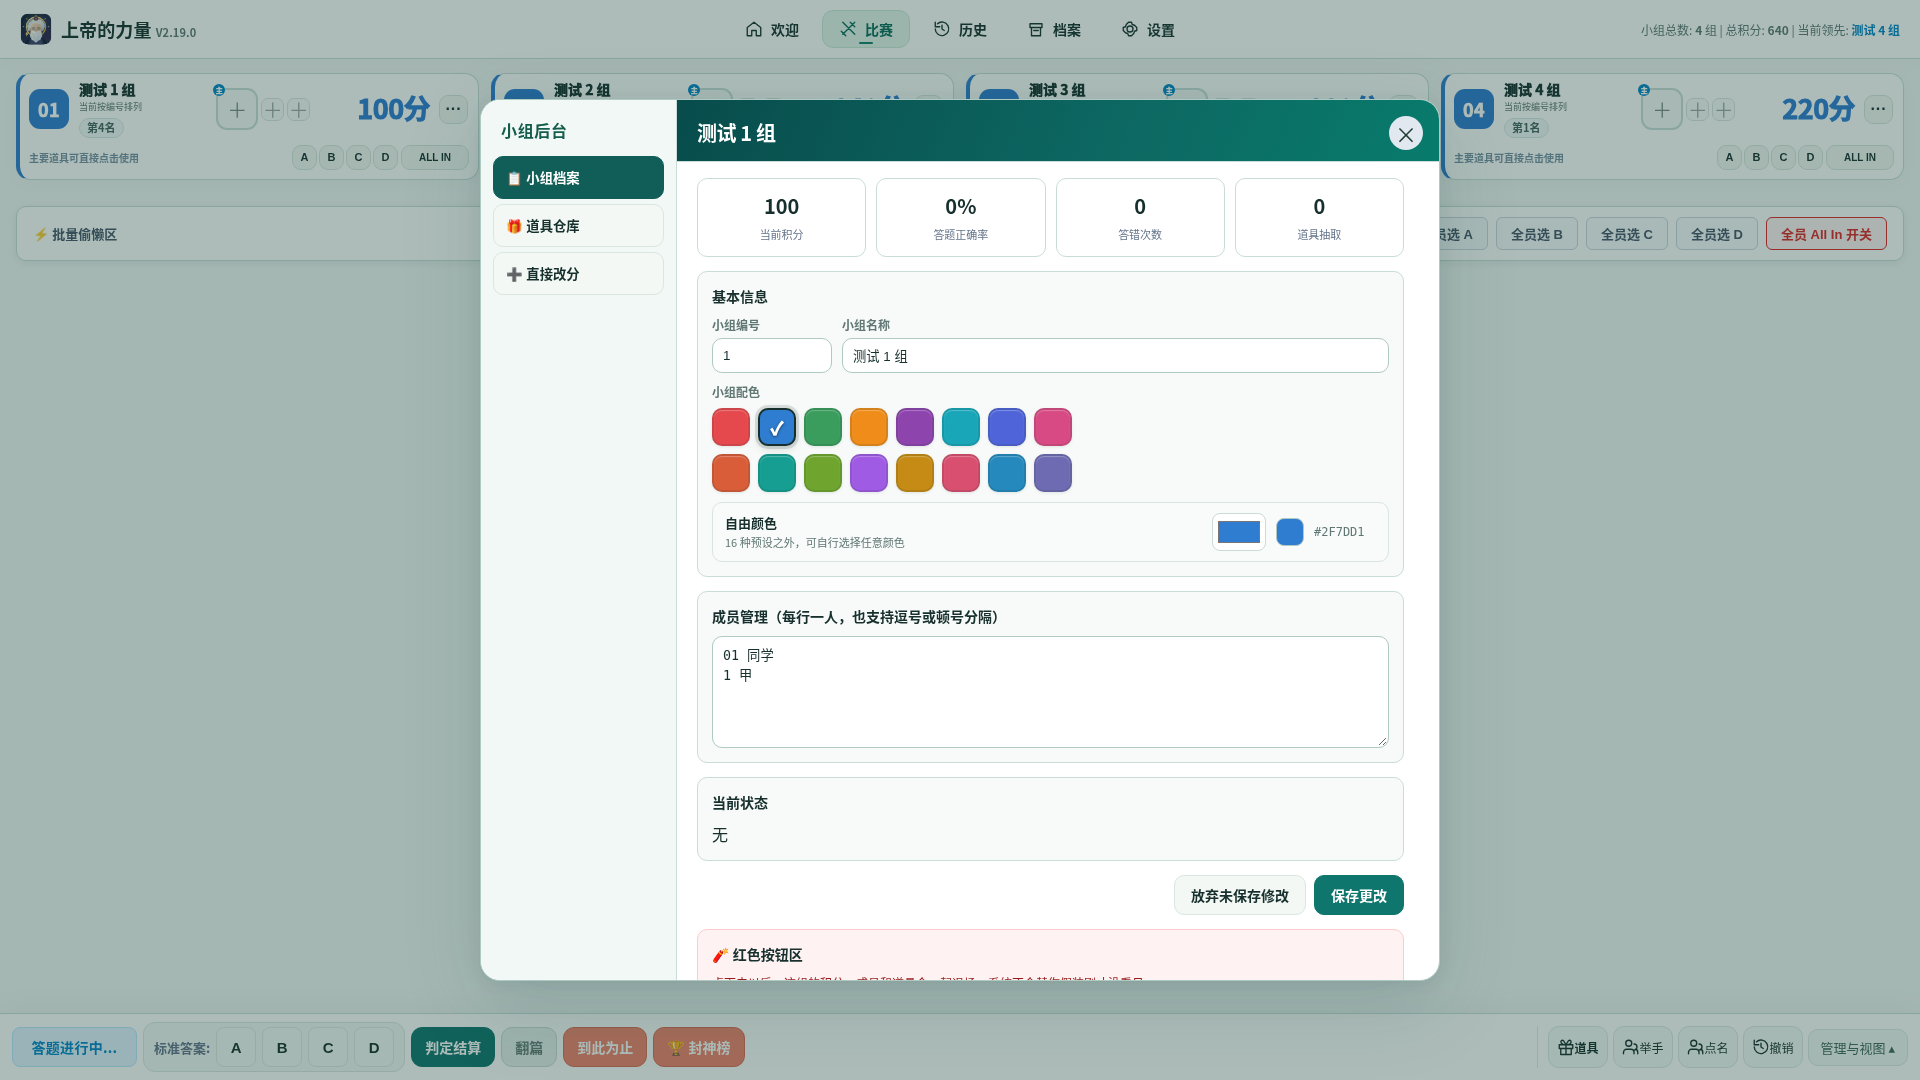 上帝的力量 V2.19.0
欢迎
比赛
历史
档案
设置
小组总数: 4 组 | 总积分: 640 | 当前领先: 测试 4 组
01
测试 1 组
当前按编号排列
第4名
主
100分
主要道具可直接点击使用
A
B
C
D
ALL IN
测试 2 组
主
测试 3 组
主
04
测试 4 组
当前按编号排列
第1名
主
220分
主要道具可直接点击使用
A
B
C
D
ALL IN
⚡ 批量偷懒区
员选 A
全员选 B
全员选 C
全员选 D
全员 All In 开关
小组后台
📋 小组档案
🎁 道具仓库
➕ 直接改分
测试 1 组
100
当前积分
0%
答题正确率
0
答错次数
0
道具抽取
基本信息
小组编号
小组名称
1
测试 1 组
小组配色
自由颜色
16 种预设之外，可自行选择任意颜色
#2F7DD1
成员管理（每行一人，也支持逗号或顿号分隔）
01 同学
1 甲
当前状态
无
放弃未保存修改
保存更改
🧨 红色按钮区
答题进行中...
标准答案:
A
B
C
D
判定结算
翻篇
到此为止
🏆 封神榜
道具
举手
点名
撤销
管理与视图 ▴